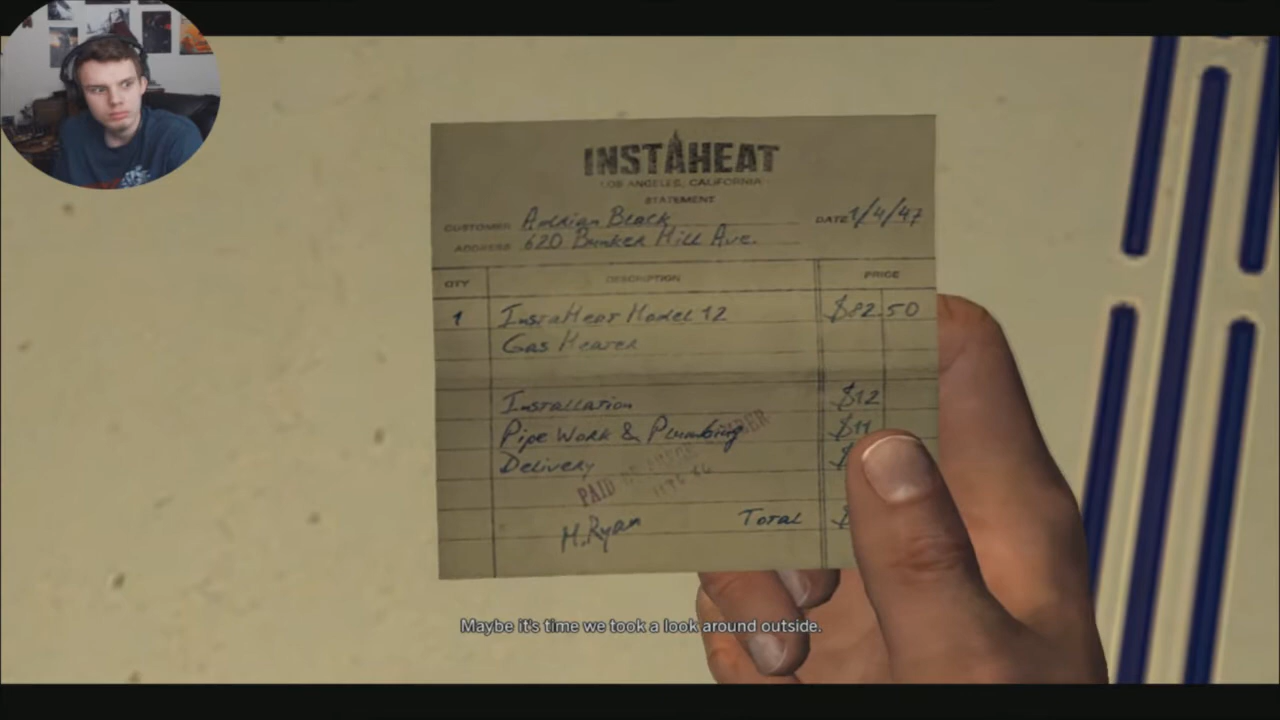 INSTAHEAT
LOS ANGELES, CALIFORNIA
STATEMENT
CUSTOMER Adrian Black DATE 1/4/47
ADDRESS 620 Bunker Hill Ave.
QTY DESCRIPTION PRICE
1 InstaHeat Model 12 $82.50
Gas Heater
Installation $12
Pipe Work & Plumbing $11
Delivery $
PAID
H.Ryan Total $
Maybe it's time we took a look around outside.